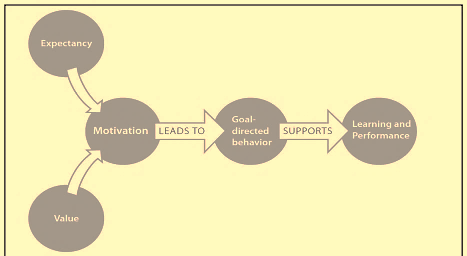 Expectancy
Motivation
LEADS TO
Goal-
directed
behavior
SUPPORTS
Learning and
Performance
Value